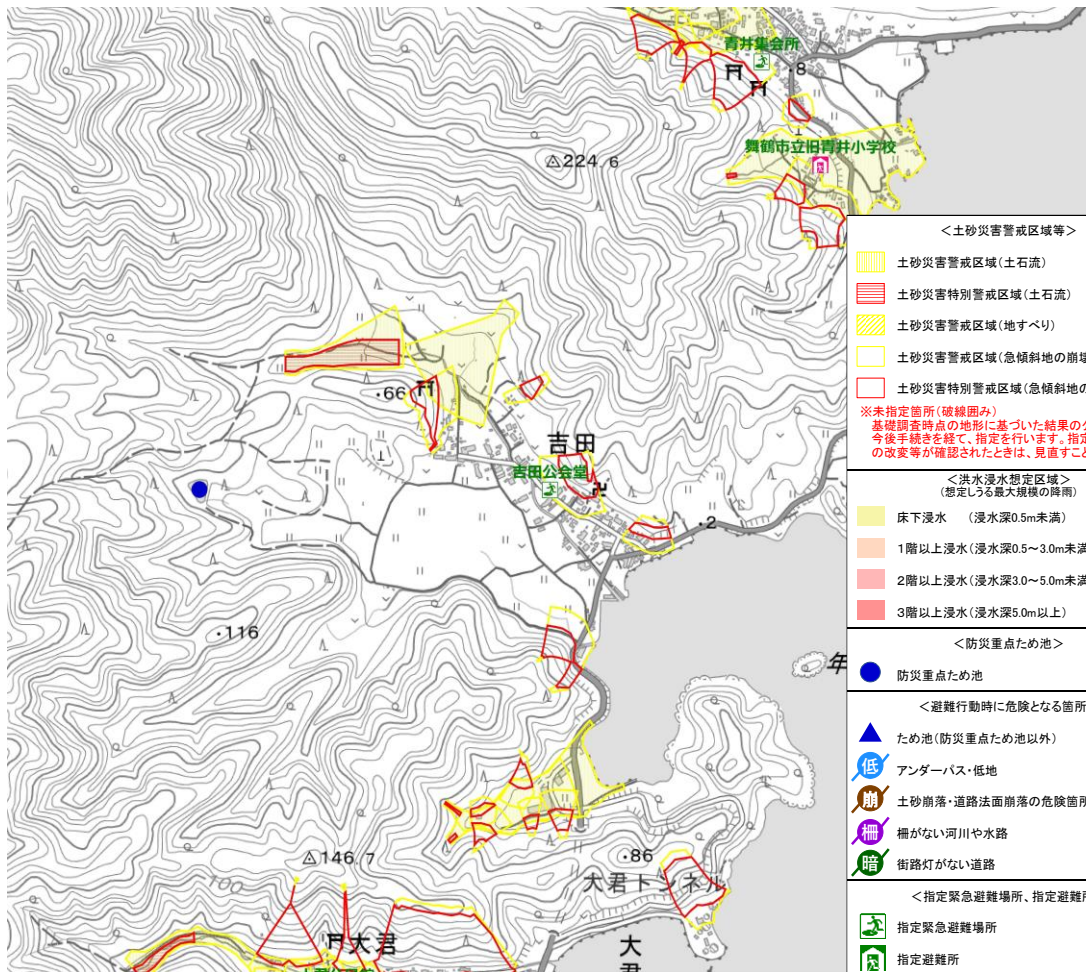 青井集会所
8
舞鶴市立旧青井小学校
224.6
66
吉田
吉田公会堂
2
116
年
146.7
100
86
大君トンネル
大君
大
＜土砂災害警戒区域等＞
土砂災害警戒区域(土石流)
土砂災害特別警戒区域(土石流)
土砂災害警戒区域(地すべり)
土砂災害警戒区域(急傾斜地の崩
土砂災害特別警戒区域(急傾斜地の
※未指定箇所(破線囲み)
基礎調査時点の地形に基づいた結果の
今後手続きを経て、指定を行います。指定
の改変等が確認されたときは、見直すこ
＜洪水浸水想定区域＞
(想定しうる最大規模の降雨)
床下浸水　(浸水深0.5m未満)
1階以上浸水(浸水深0.5～3.0m未満
2階以上浸水(浸水深3.0～5.0m未満
3階以上浸水(浸水深5.0m以上)
＜防災重点ため池＞
防災重点ため池
＜避難行動時に危険となる箇所
ため池(防災重点ため池以外)
低 アンダーパス・低地
崩 土砂崩落・道路法面崩落の危険箇所
柵 柵がない河川や水路
暗 街路灯がない道路
＜指定緊急避難場所、指定避難所
指定緊急避難場所
指定避難所